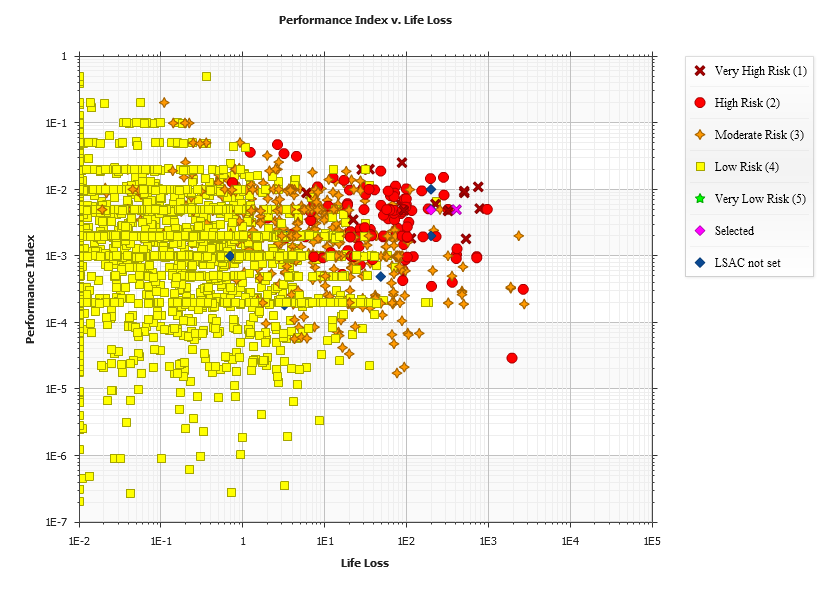 Performance Index v. Life Loss
1
1E-1
1E-2
1E-3
1E-4
1E-5
1E-6
1E-7
Performance Index
1E-2
1E-1
1
1E1
1E2
1E3
1E4
1E5
Life Loss
Very High Risk (1)
High Risk (2)
Moderate Risk (3)
Low Risk (4)
Very Low Risk (5)
Selected
LSAC not set